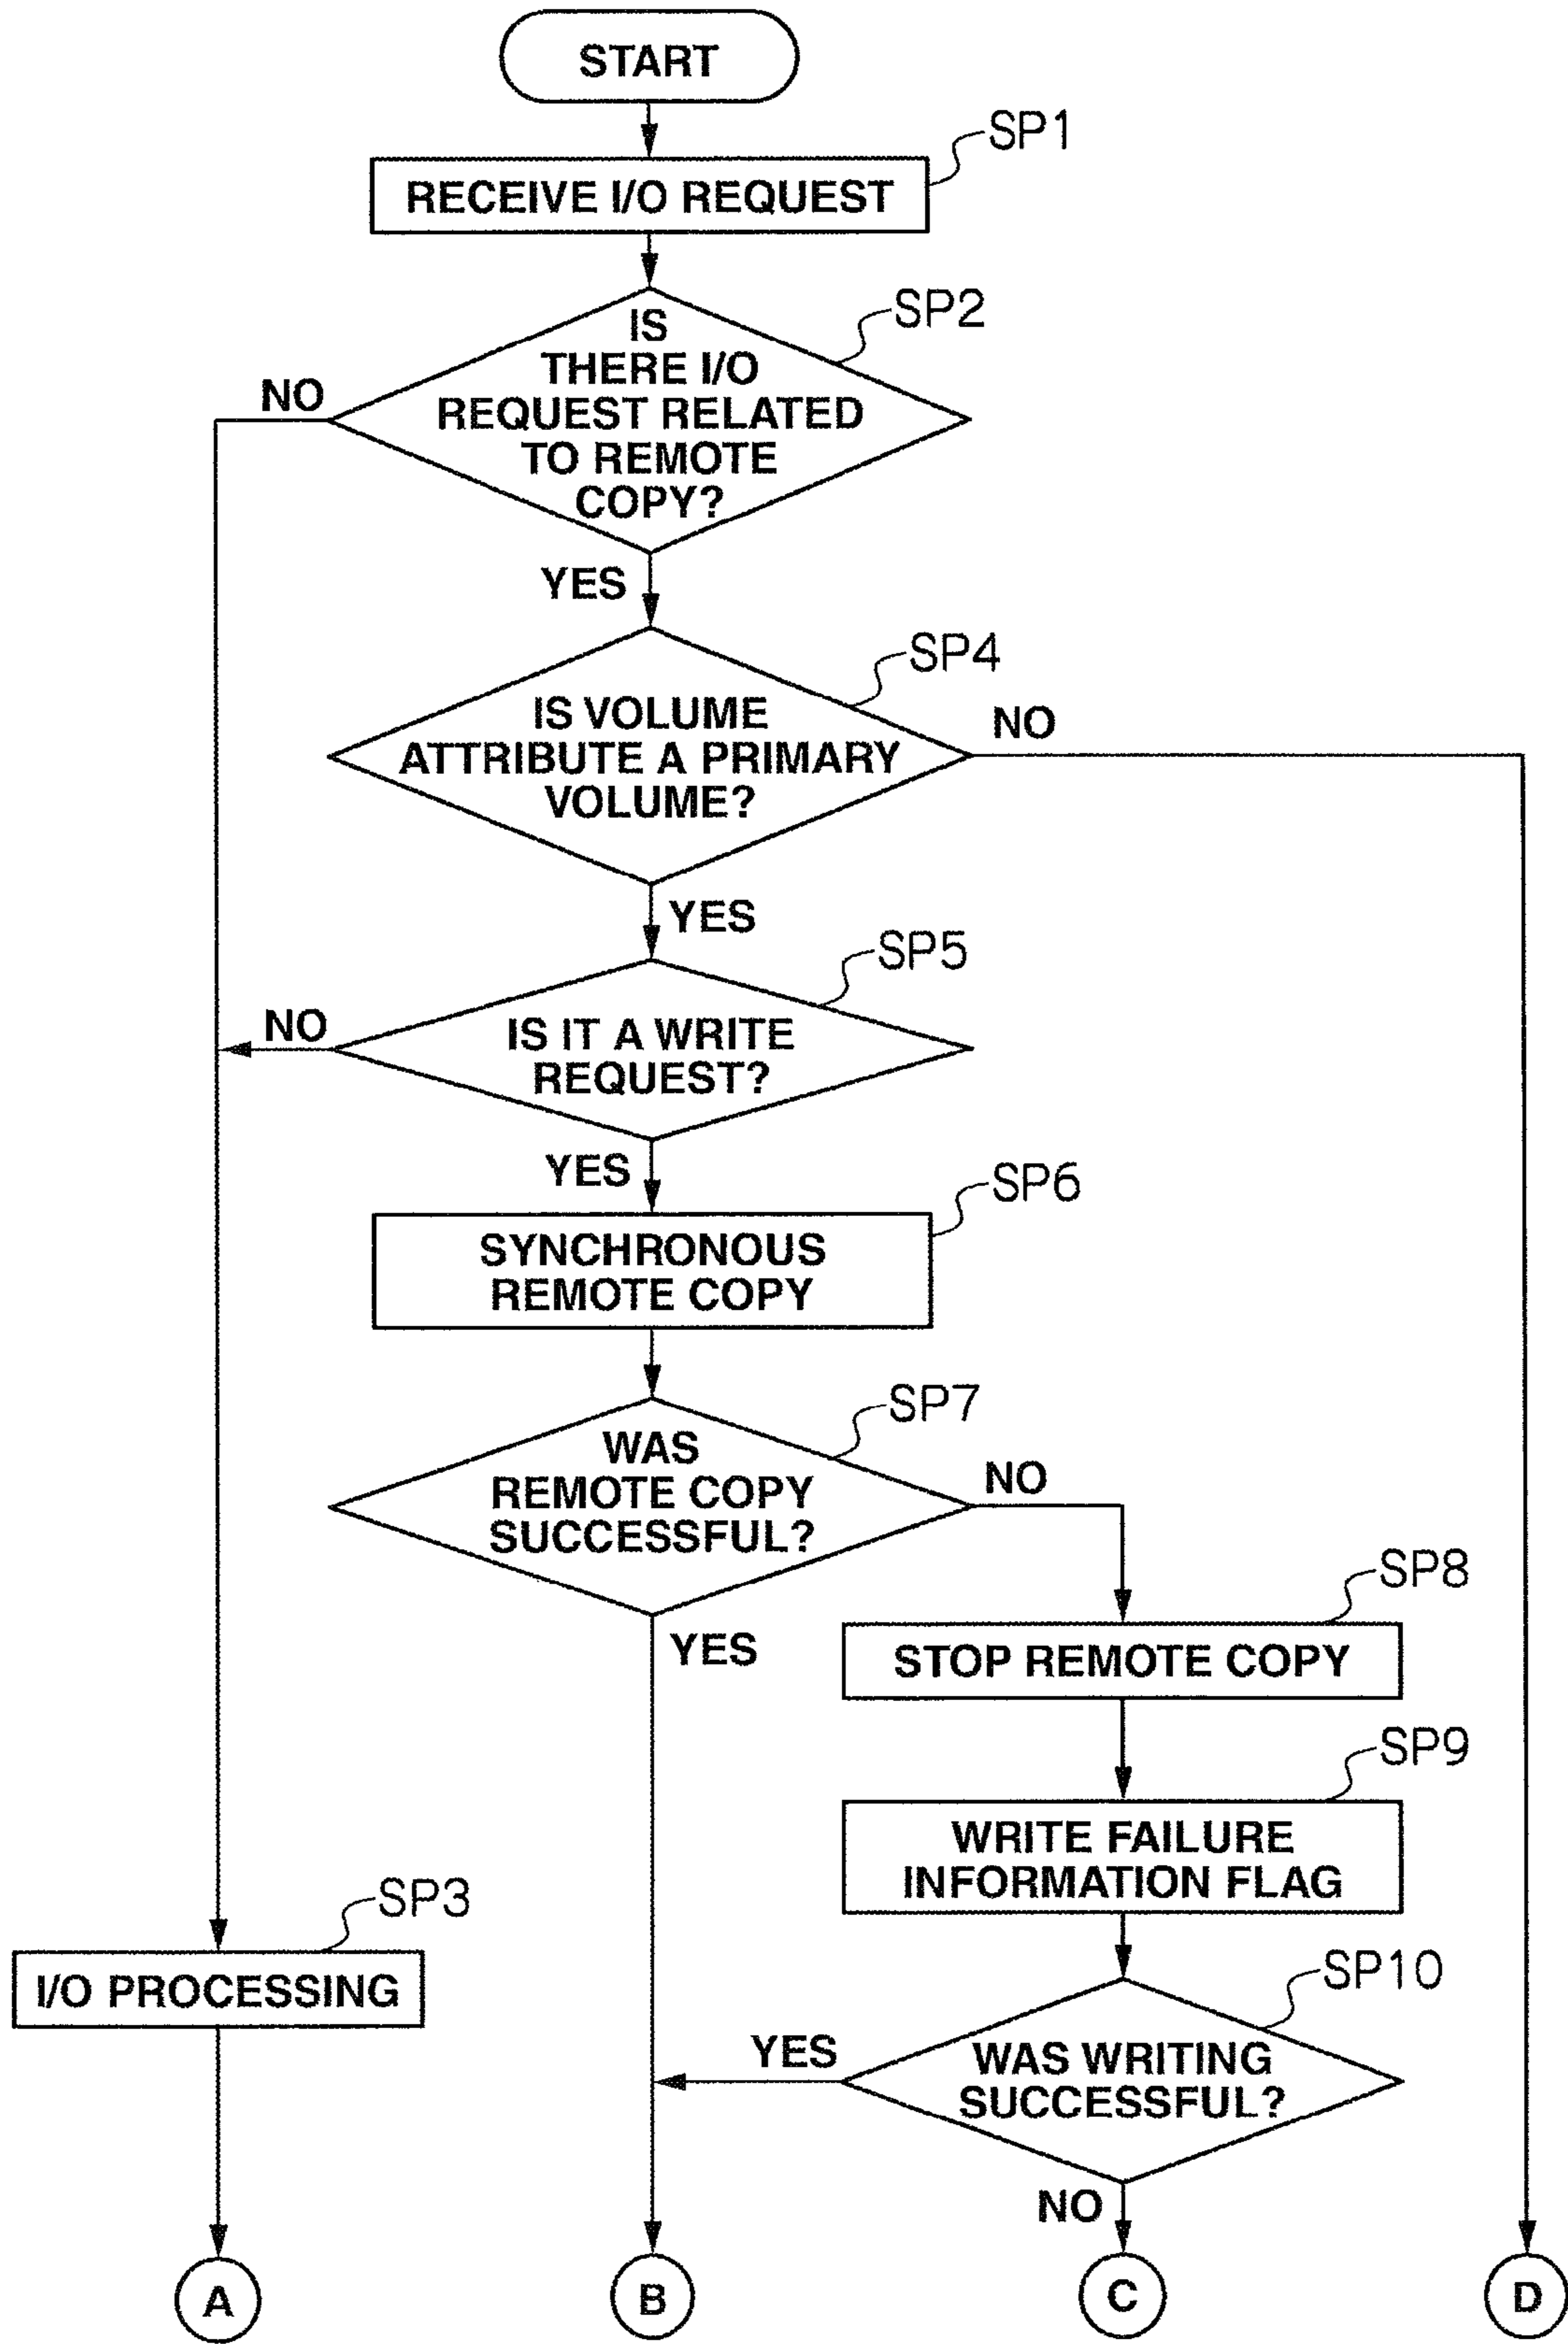 START
SP1
RECEIVE I/O REQUEST
SP2
IS
THERE I/O
REQUEST RELATED
TO REMOTE
COPY?
NO
YES
SP4
IS VOLUME
ATTRIBUTE A PRIMARY
VOLUME?
NO
YES
SP5
IS IT A WRITE
REQUEST?
NO
YES
SP6
SYNCHRONOUS
REMOTE COPY
SP7
WAS
REMOTE COPY
SUCCESSFUL?
NO
YES
SP8
STOP REMOTE COPY
SP9
WRITE FAILURE
INFORMATION FLAG
SP3
I/O PROCESSING
SP10
WAS WRITING
SUCCESSFUL?
YES
NO
A
B
C
D